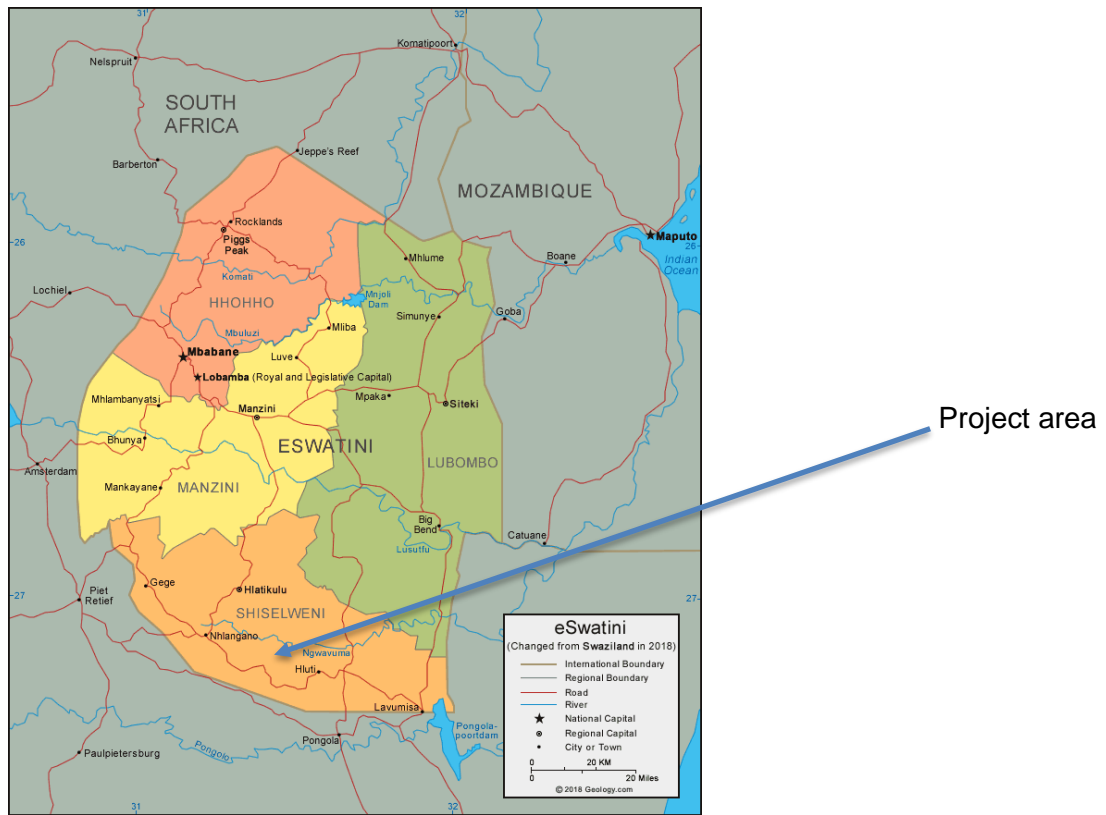 31
32
Komatipoort
Nelspruit
SOUTH
AFRICA
Jeppe's Reef
Barberton
MOZAMBIQUE
Rocklands
Piggs
Peak
Maputo
26
26
Mhlume
Boane
Indian
Ocean
Komati
Lochiel
HHOHHO
Mnjoli
Dam
Simunye
Goba
Mbuluzi
Mliba
Mbabane
Luve
Lobamba (Royal and Legislative Capital)
Mhlambanyatsi
Mpaka
Siteki
Manzini
Project area
Bhunya
ESWATINI
Amsterdam
LUBOMBO
Mankayane
MANZINI
Big
Bend
Catuane
Lusutfu
Gege
Hlatikulu
Piet
Retief
27
27
SHISELWENI
eSwatini
(Changed from Swaziland in 2018)
Nhlangano
Ngwavuma
Hluti
International Boundary
Regional Boundary
Road
River
National Capital
Regional Capital
City or Town
0 20 KM
0 20 Miles
© 2018 Geology.com
Lavumisa
Pongola-
poortdam
Pongola
Pongolo
Paulpietersburg
31
32